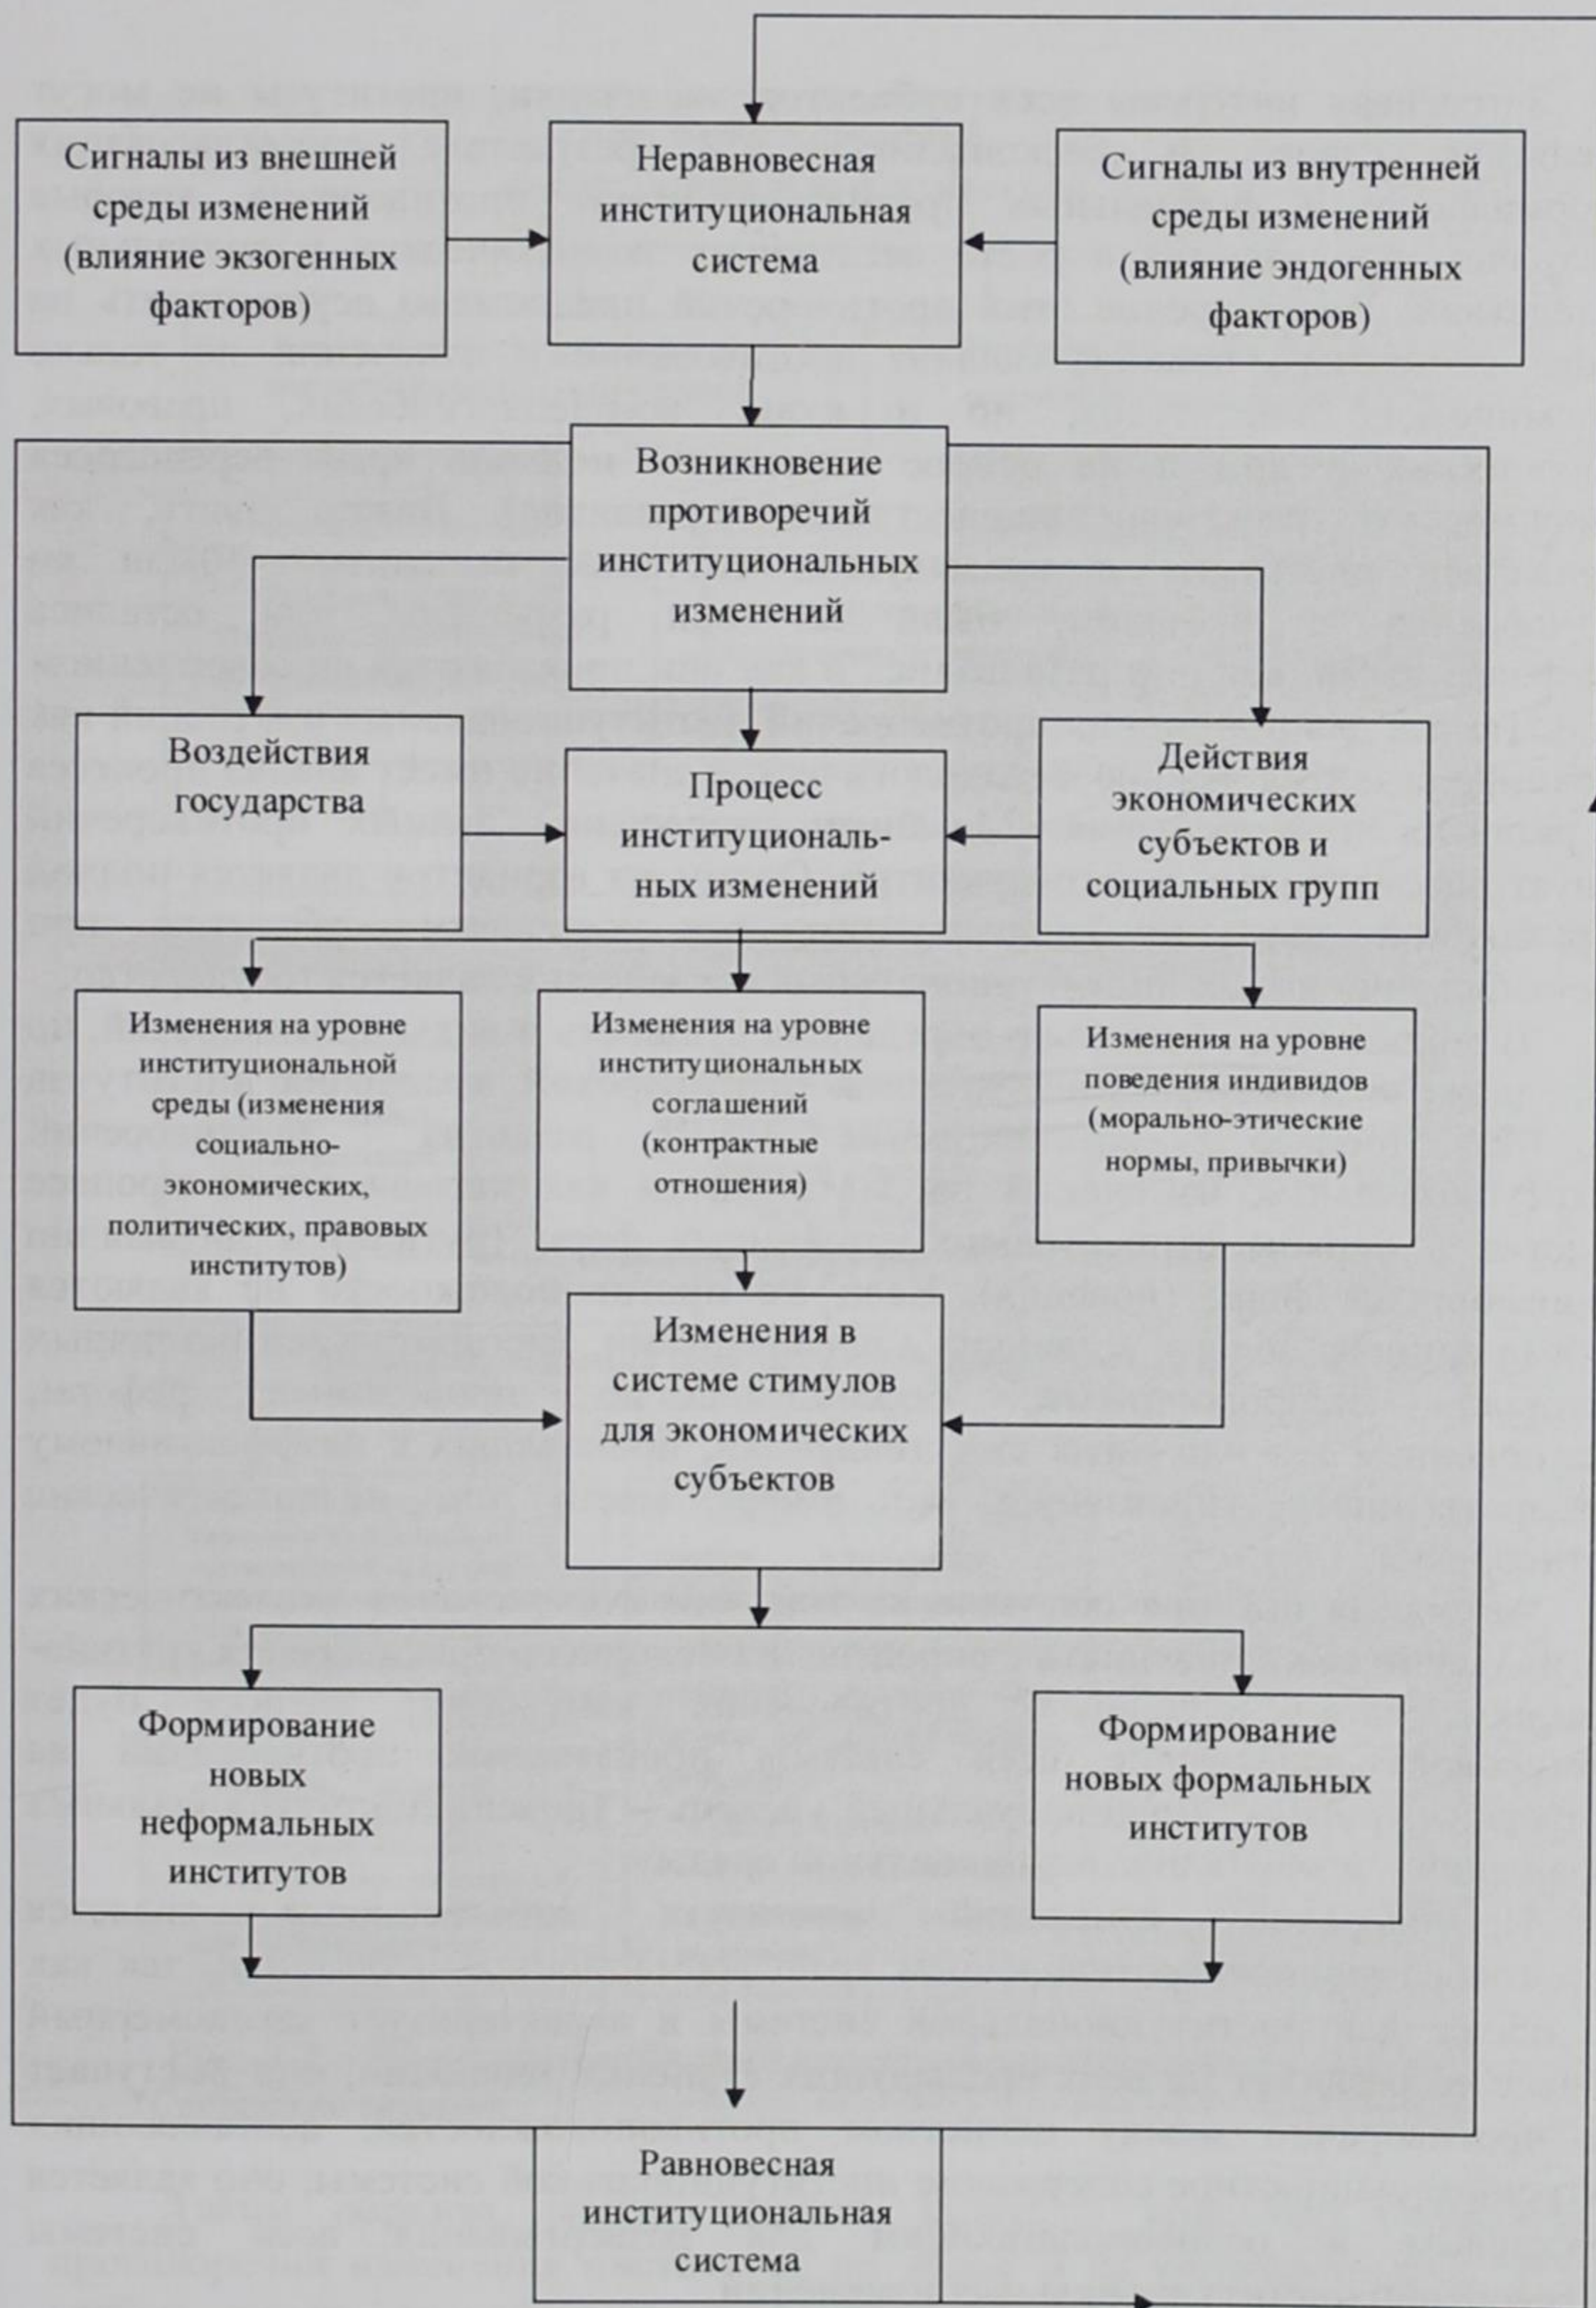 Сигналы из внешней
среды изменений
(влияние экзогенных
факторов)
Неравновесная
институциональная
система
Сигналы из внутренней
среды изменений
(влияние эндогенных
факторов)
Возникновение
противоречий
институциональных
изменений
Воздействия
государства
Процесс
институциональ-
ных изменений
Действия
экономических
субъектов и
социальных групп
Изменения на уровне
институциональной
среды (изменения
социально-
экономических,
политических, правовых
институтов)
Изменения на уровне
институциональных
соглашений
(контрактные
отношения)
Изменения на уровне
поведения индивидов
(морально-этические
нормы, привычки)
Изменения в
системе стимулов
для экономических
субъектов
Формирование
новых
неформальных
институтов
Формирование
новых формальных
институтов
Равновесная
институциональная
система